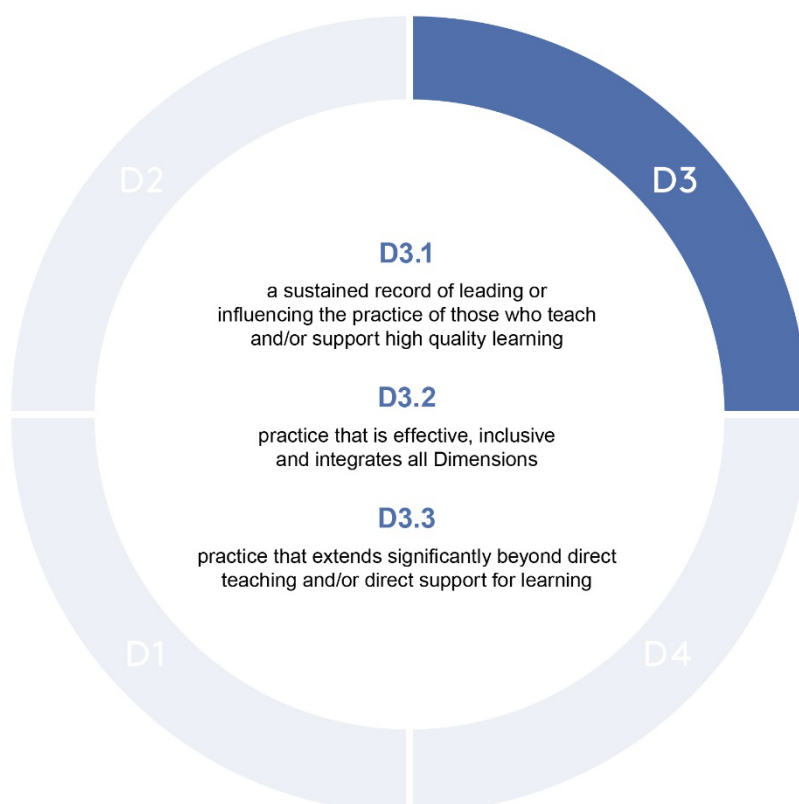 D2
D3
D3.1
a sustained record of leading or
influencing the practice of those who teach
and/or support high quality learning
D3.2
practice that is effective, inclusive
and integrates all Dimensions
D3.3
practice that extends significantly beyond direct
teaching and/or direct support for learning
D1
D4